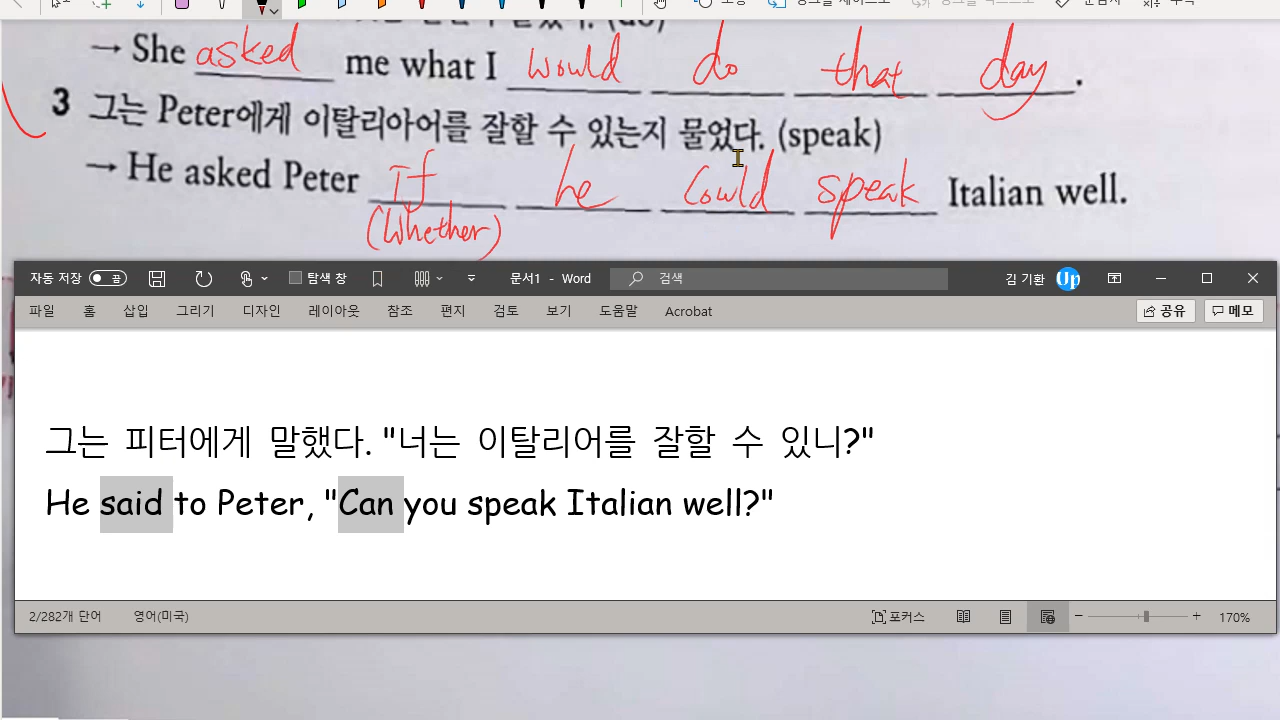 (do)
→ She asked me what I would do that day.
3 그는 Peter에게 이탈리아어를 잘할 수 있는지 물었다. (speak)
→ He asked Peter If he could speak Italian well.
(Whether)
자동 저장 끔 탐색 창 문서1 - Word 검색 김 기환 Up
파일 홈 삽입 그리기 디자인 레이아웃 참조 편지 검토 보기 도움말 Acrobat 공유 메모
그는 피터에게 말했다. "너는 이탈리어를 잘할 수 있니?"
He said to Peter, "Can you speak Italian well?"
2/282개 단어 영어(미국) 포커스 170%